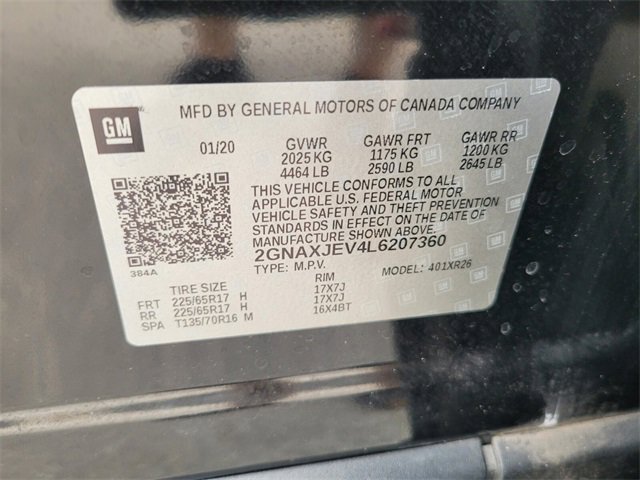 GM
MFD BY GENERAL MOTORS OF CANADA COMPANY
01/20 GVWR GAWR FRT GAWR RR
2025 KG 1175 KG 1200 KG
4464 LB 2590 LB 2645 LB
THIS VEHICLE CONFORMS TO ALL
APPLICABLE U.S. FEDERAL MOTOR
VEHICLE SAFETY AND THEFT PREVENTION
STANDARDS IN EFFECT ON THE DATE OF
MANUFACTURE SHOWN ABOVE.
2GNAXJEV4L6207360
384A
TYPE: M.P.V. MODEL: 401XR26
TIRE SIZE RIM
FRT 225/65R17 H 17X7J
RR 225/65R17 H 17X7J
SPA T135/70R16 M 16X4BT